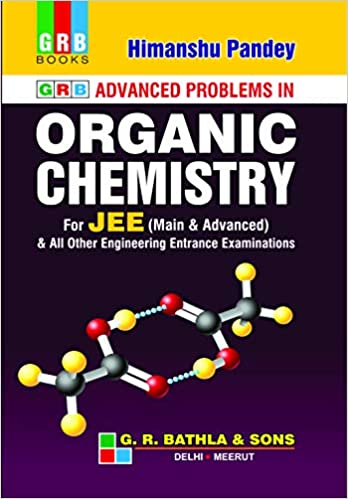 GRB
BOOKS
Himanshu Pandey
GRB ADVANCED PROBLEMS IN
ORGANIC
CHEMISTRY
For JEE (Main & Advanced)
& All Other Engineering Entrance Examinations
G. R. BATHLA & SONS
DELHI • MEERUT